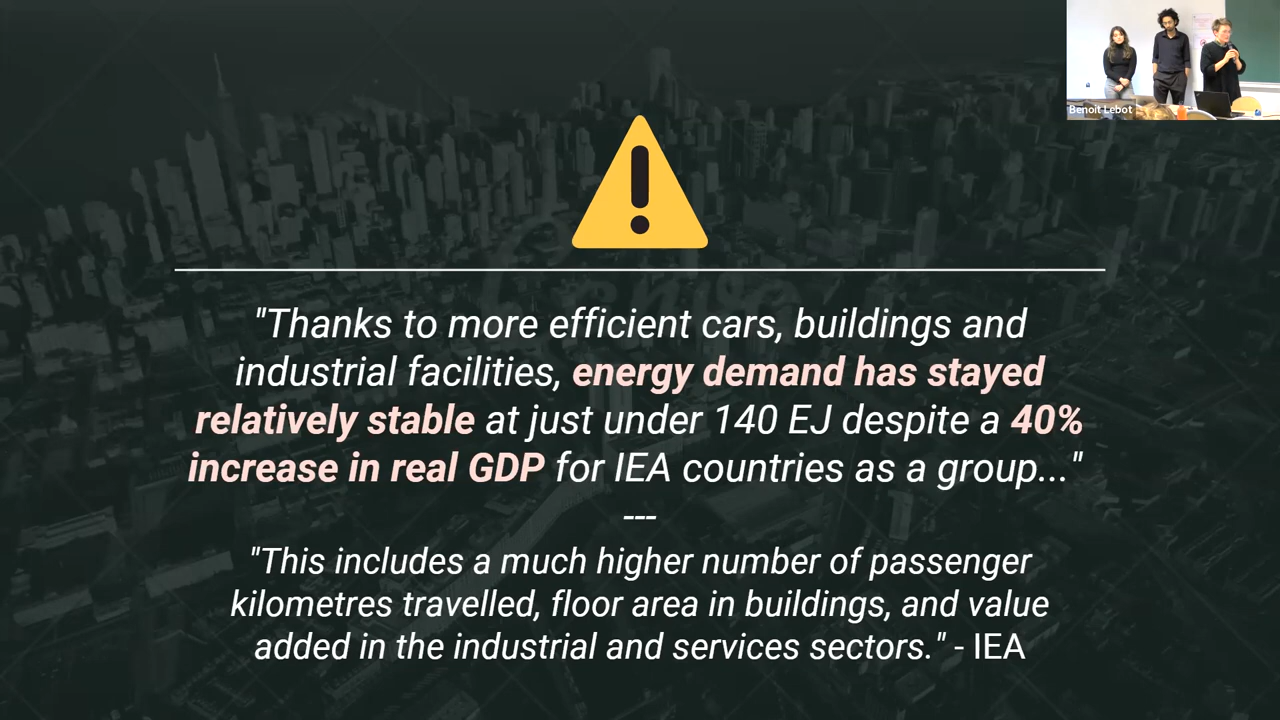 Benoit Lebot
"Thanks to more efficient cars, buildings and
industrial facilities, energy demand has stayed
relatively stable at just under 140 EJ despite a 40%
increase in real GDP for IEA countries as a group..."
---
"This includes a much higher number of passenger
kilometres travelled, floor area in buildings, and value
added in the industrial and services sectors." - IEA